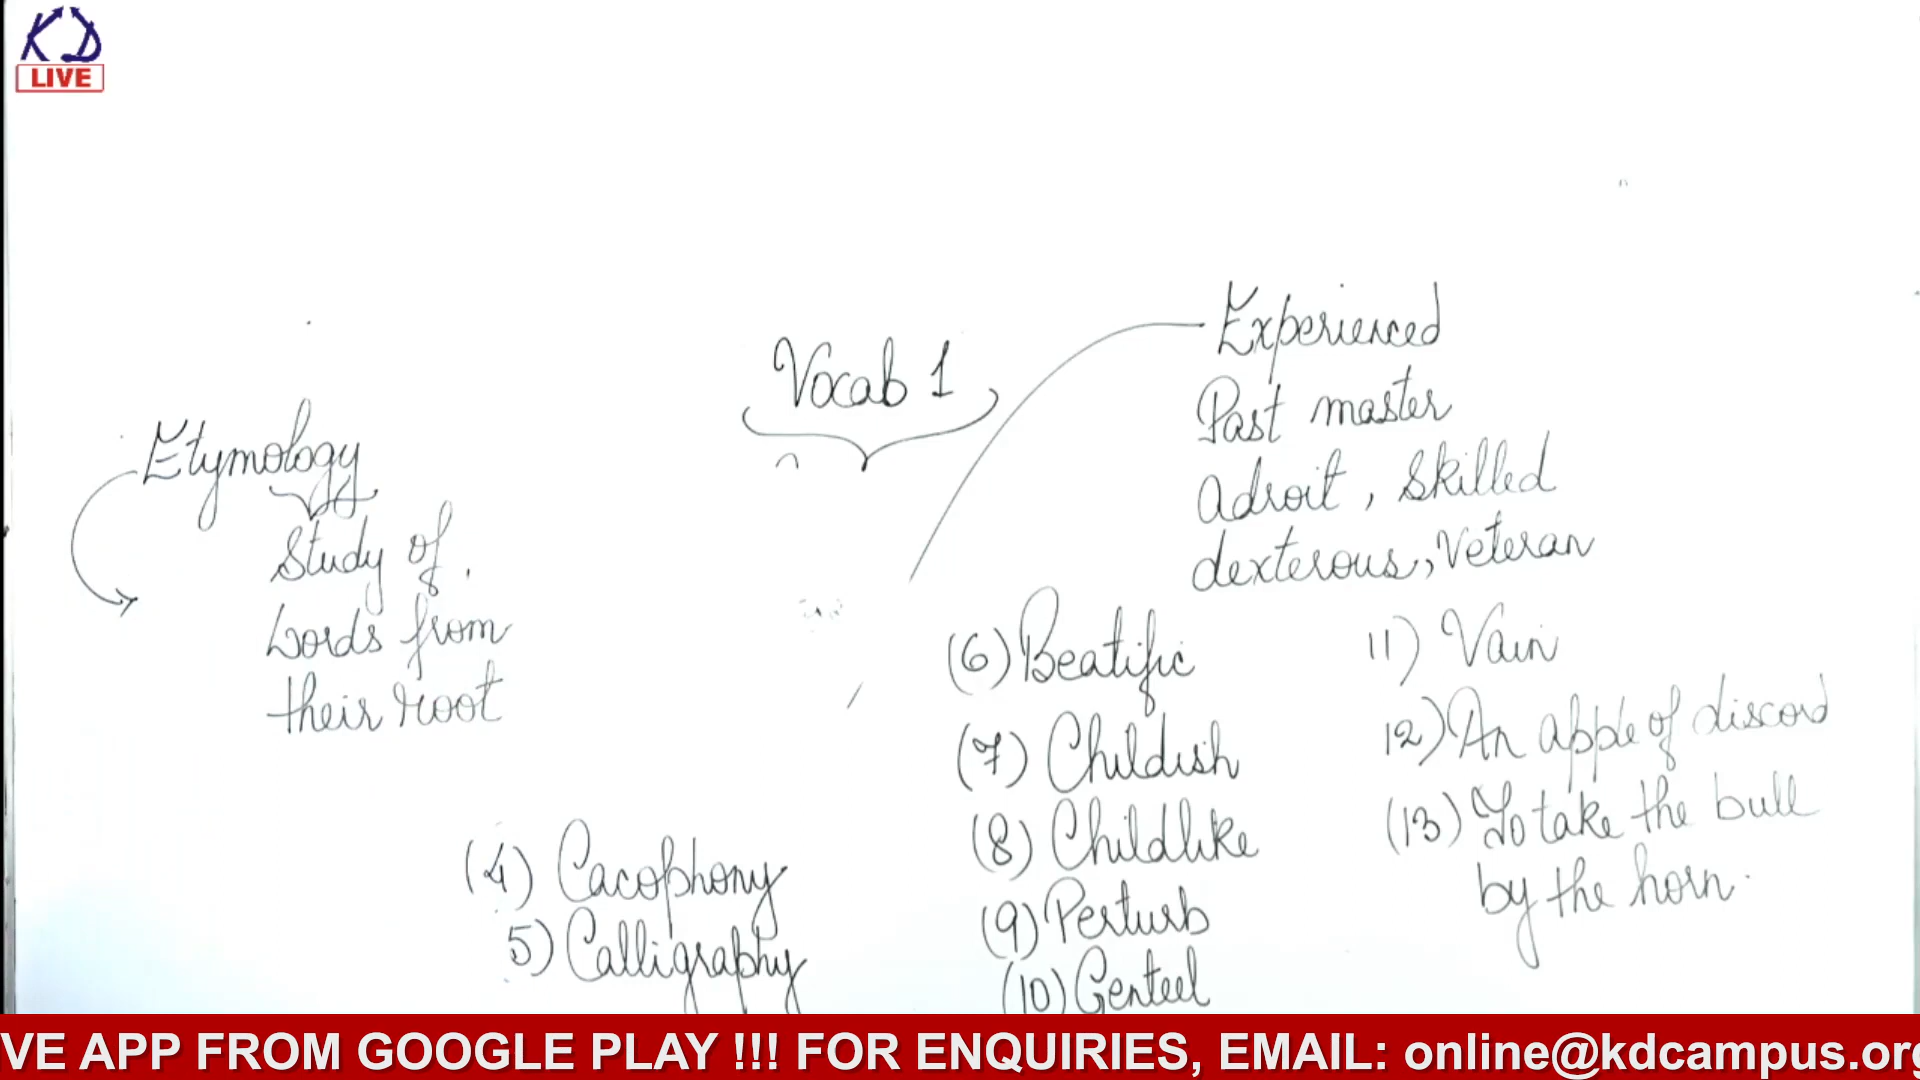 KD
LIVE
Vocab 1
Etymology
Study of
Words from
their root
Experienced
Past master
Adroit, Skilled
dexterous, Veteran
(4) Cacophony
5) Calligraphy
(6) Beatific
(7) Childish
(8) Childlike
(9) Perturb
(10) Genteel
11) Vain
12) An apple of discord
(13) To take the bull
by the horn.
VE APP FROM GOOGLE PLAY !!! FOR ENQUIRIES, EMAIL: online@kdcampus.org